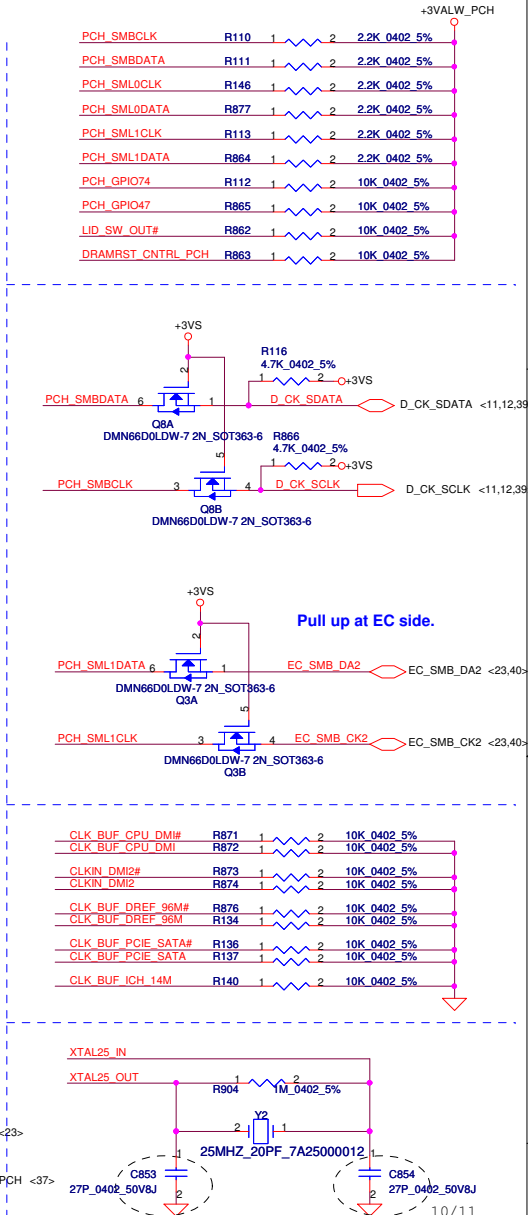 +3VALW_PCH
PCH_SMBCLK R110 1 2 2.2K_0402_5%
PCH_SMBDATA R111 1 2 2.2K_0402_5%
PCH_SML0CLK R146 1 2 2.2K_0402_5%
PCH_SML0DATA R877 1 2 2.2K_0402_5%
PCH_SML1CLK R113 1 2 2.2K_0402_5%
PCH_SML1DATA R864 1 2 2.2K_0402_5%
PCH_GPIO74 R112 1 2 10K_0402_5%
PCH_GPIO47 R865 1 2 10K_0402_5%
LID_SW_OUT# R862 1 2 10K_0402_5%
DRAMRST_CNTRL_PCH R863 1 2 10K_0402_5%
+3VS
R116
4.7K_0402_5%
2
1 2 +3VS
PCH_SMBDATA 6 1 D_CK_SDATA D_CK_SDATA <11,12,39
Q8A
DMN66D0LDW-7 2N_SOT363-6
R866
4.7K_0402_5%
5
1 2 +3VS
PCH_SMBCLK 3 4 D_CK_SCLK D_CK_SCLK <11,12,39
Q8B
DMN66D0LDW-7 2N_SOT363-6
+3VS
Pull up at EC side.
2
PCH_SML1DATA 6 1 EC_SMB_DA2 EC_SMB_DA2 <23,40>
DMN66D0LDW-7 2N_SOT363-6
Q3A
5
PCH_SML1CLK 3 4 EC_SMB_CK2 EC_SMB_CK2 <23,40>
DMN66D0LDW-7 2N_SOT363-6
Q3B
CLK_BUF_CPU_DMI# R871 1 2 10K_0402_5%
CLK_BUF_CPU_DMI R872 1 2 10K_0402_5%
CLKIN_DMI2# R873 1 2 10K_0402_5%
CLKIN_DMI2 R874 1 2 10K_0402_5%
CLK_BUF_DREF_96M# R876 1 2 10K_0402_5%
CLK_BUF_DREF_96M R134 1 2 10K_0402_5%
CLK_BUF_PCIE_SATA# R136 1 2 10K_0402_5%
CLK_BUF_PCIE_SATA R137 1 2 10K_0402_5%
CLK_BUF_ICH_14M R140 1 2 10K_0402_5%
XTAL25_IN
XTAL25_OUT
1 2
R904 1M_0402_5%
Y2
2 1
<23>
25MHZ_20PF_7A25000012
1 1
C853 C854
PCH <37>
27P_0402_50V8J 27P_0402_50V8J
2 2
10/11